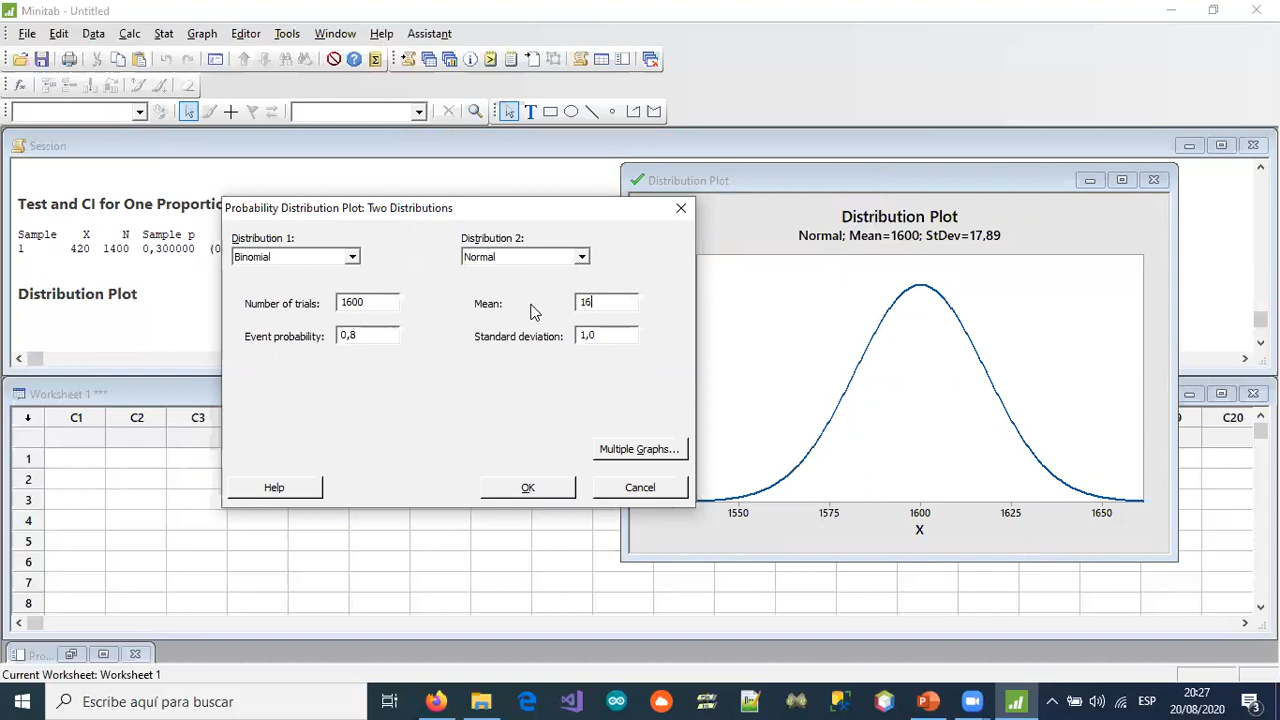 Minitab - Untitled
File Edit Data Calc Stat Graph Editor Tools Window Help Assistant
Session
Test and CI for One Proportio
Sample X N Sample p
1 420 1400 0,300000 (0
Distribution Plot
Probability Distribution Plot: Two Distributions
Distribution 1: Distribution 2:
Binomial Normal
Number of trials: 1600 Mean: 16
Event probability: 0,8 Standard deviation: 1,0
Multiple Graphs...
Help OK Cancel
Distribution Plot
Distribution Plot
Normal; Mean=1600; StDev=17,89
1550 1575 1600 1625 1650
X
Worksheet 1 ***
C1 C2 C3 C20
1
2
3
4
5
6
7
8
Pro...
Current Worksheet: Worksheet 1
Escribe aquí para buscar
ESP
20:27
20/08/2020
3